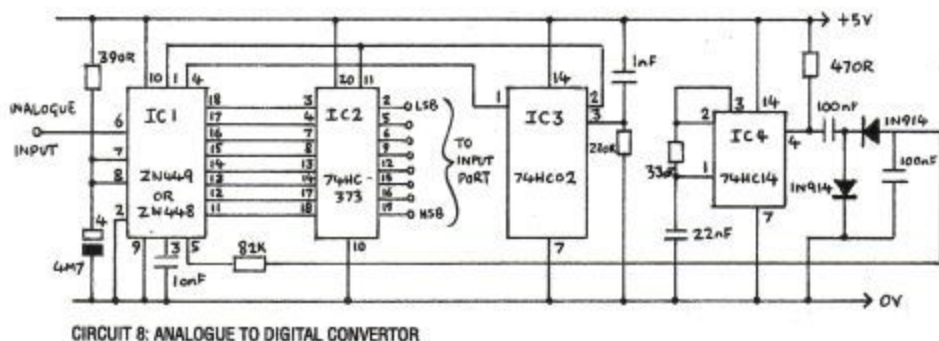 +5V
390R
10 1 4
20 11
14
1nF
470R
ANALOGUE
INPUT
6
7
8
2
IC1
ZN449
OR
ZN448
18
17
16
15
14
13
12
11
3
4
7
8
13
14
17
18
IC2
74HC-
373
2
5
6
9
12
15
16
19
LSB
MSB
TO
INPUT
PORT
1
IC3
74HC02
2
3
220R
7
3
14
2
1
IC4
74HC14
4
7
100nF
1N914
1N914
100nF
22nF
4
4M7
9
3
5
10nF
82K
10
0V
CIRCUIT 8: ANALOGUE TO DIGITAL CONVERTOR